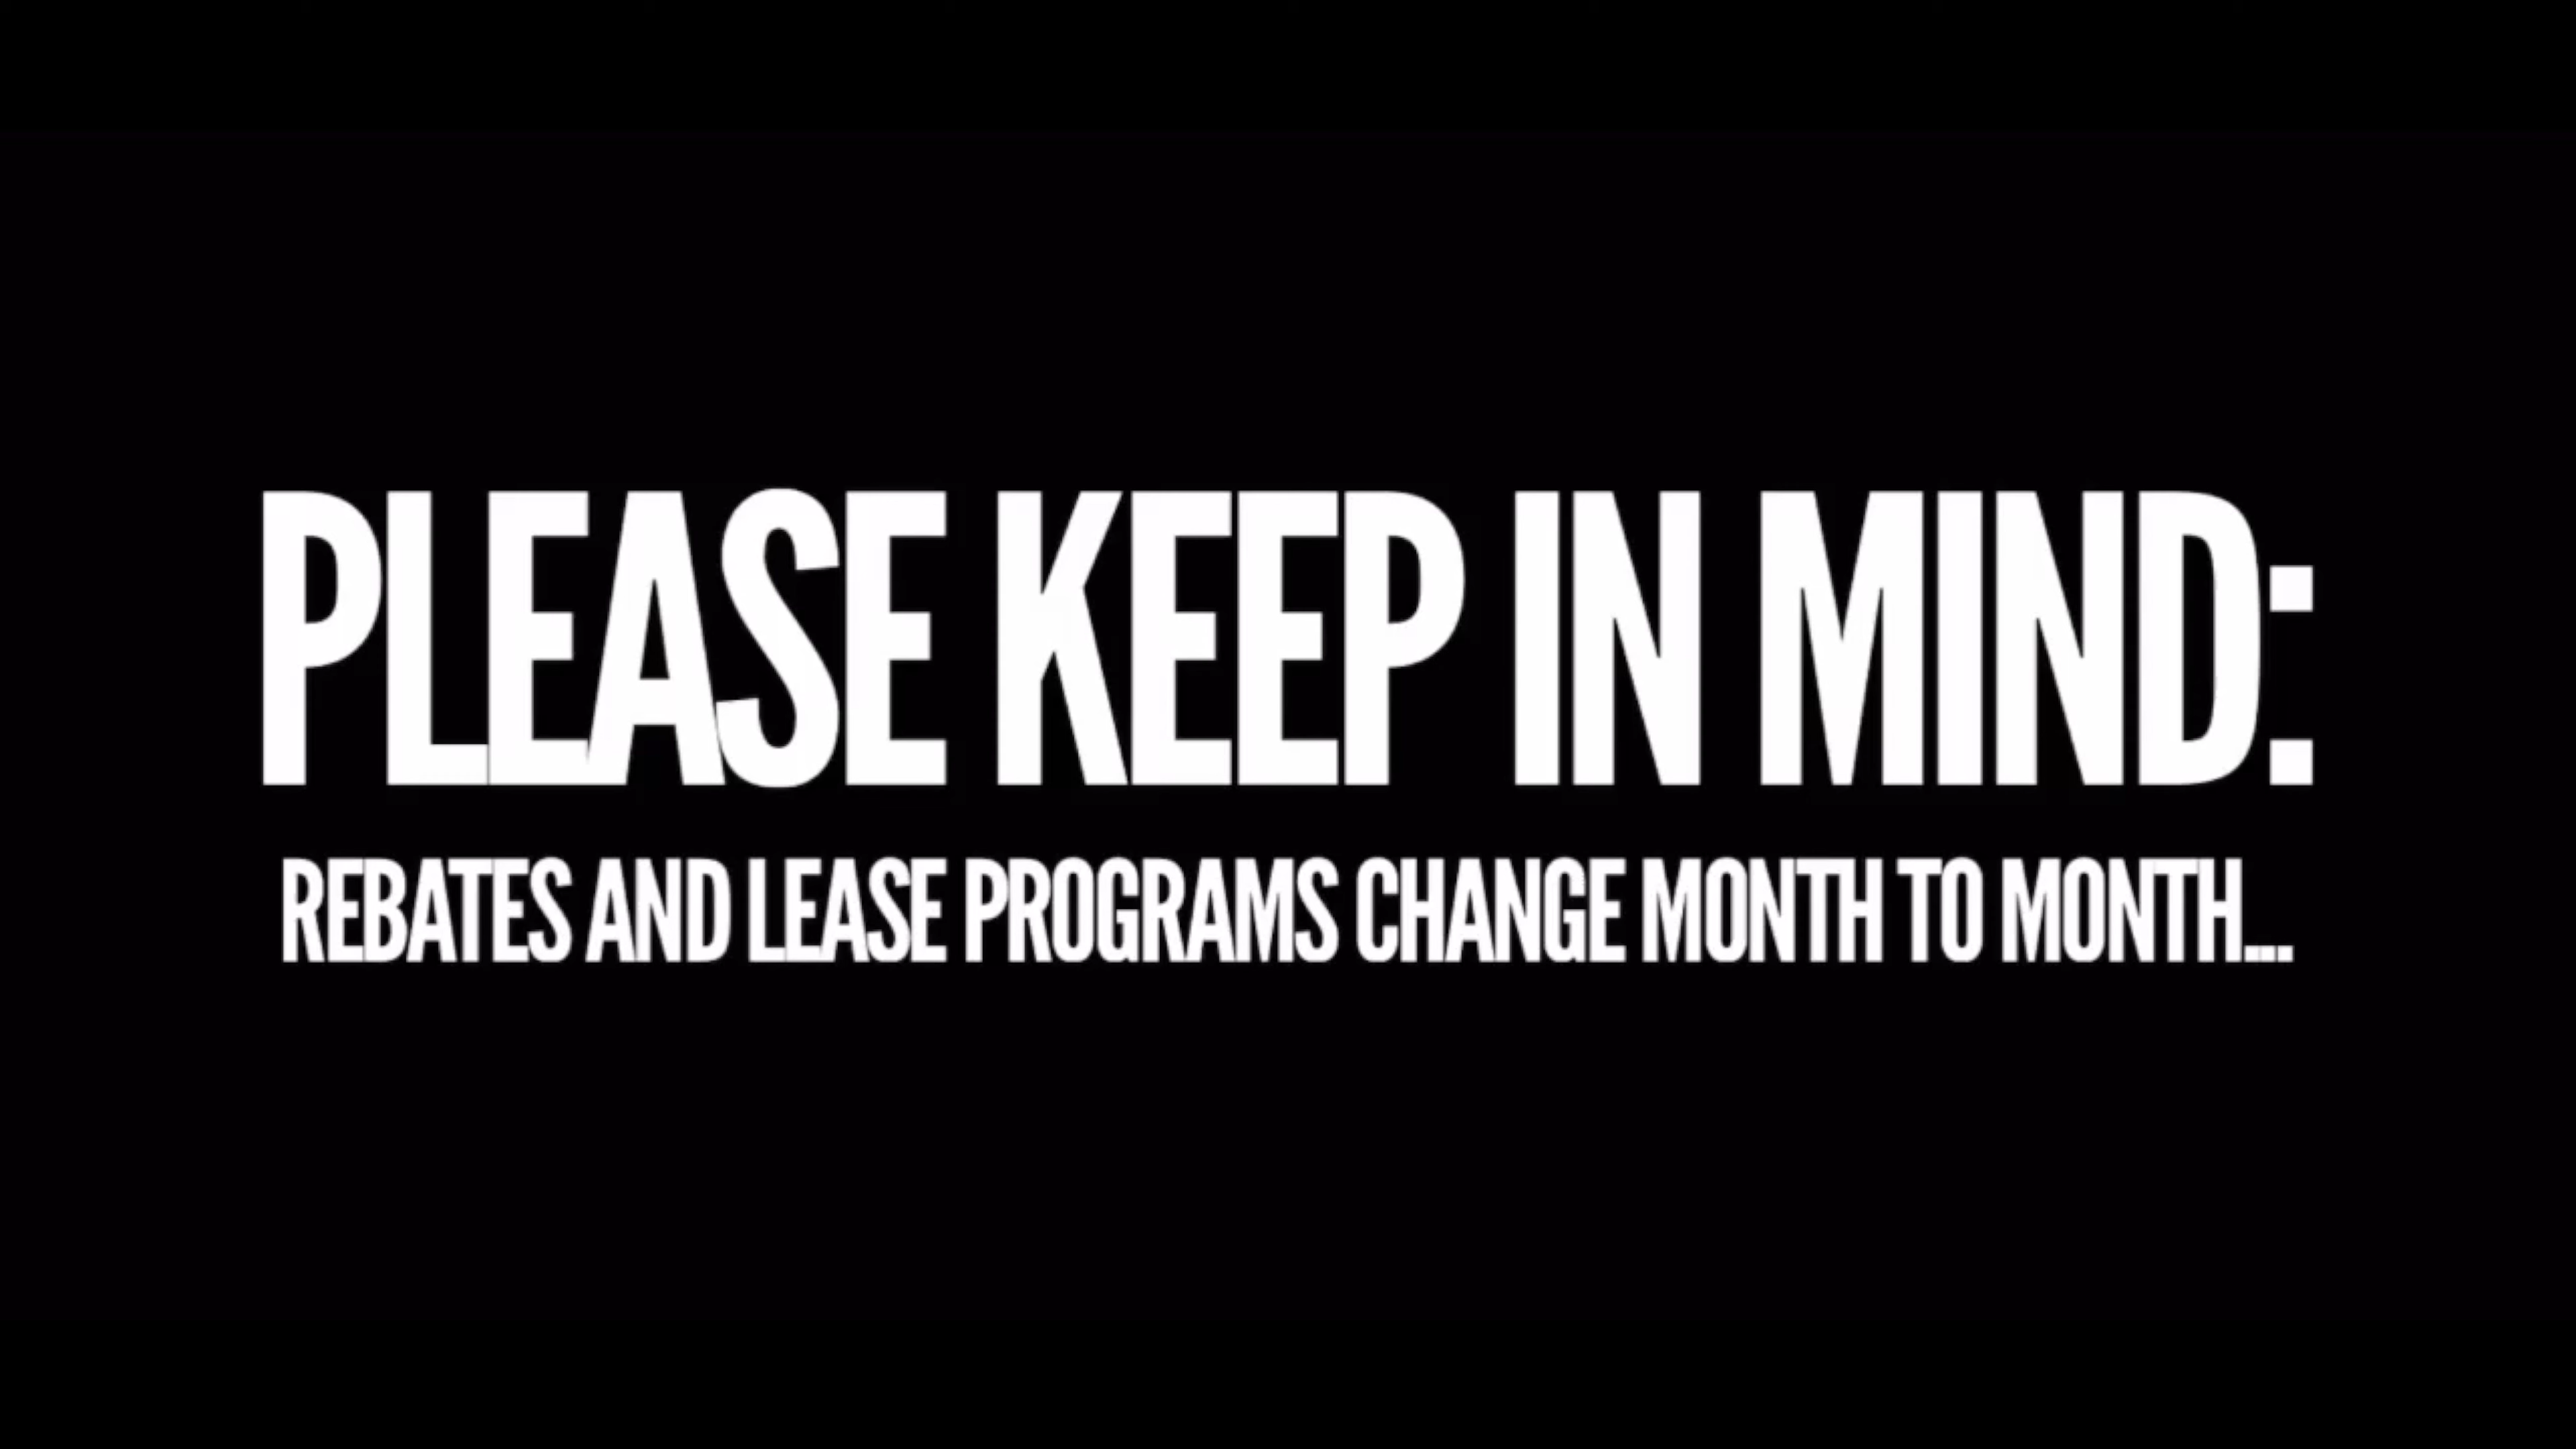 PLEASE KEEP IN MIND:
REBATES AND LEASE PROGRAMS CHANGE MONTH TO MONTH...